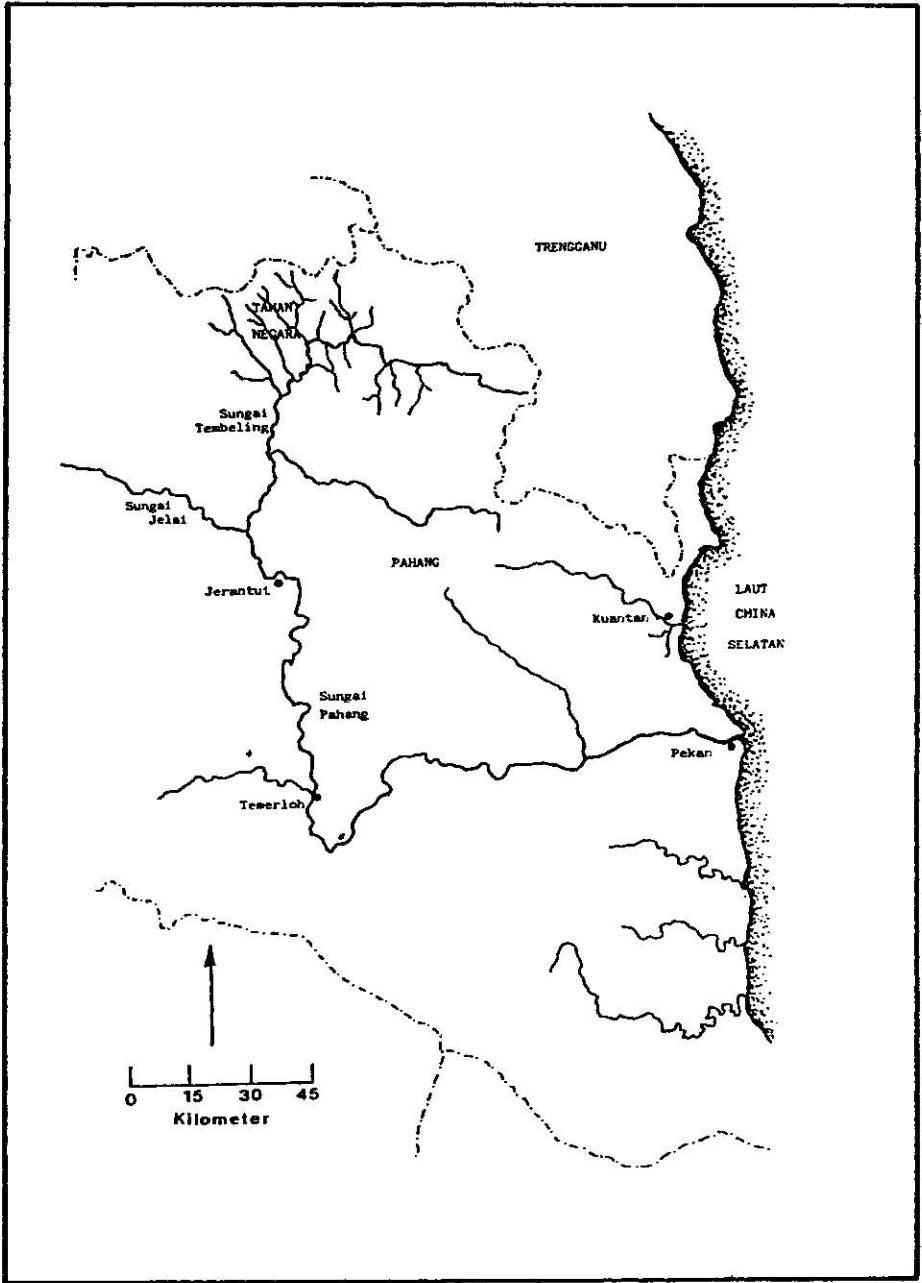 TRENGGANU
TAMAN
NEGARA
Sungai
Tembeling
Sungai
Jelai
PAHANG
Jerantui
LAUT
CHINA
SELATAN
Kuantan
Sungai
Pahang
Pekan
Temerloh
0 15 30 45
Kilometer